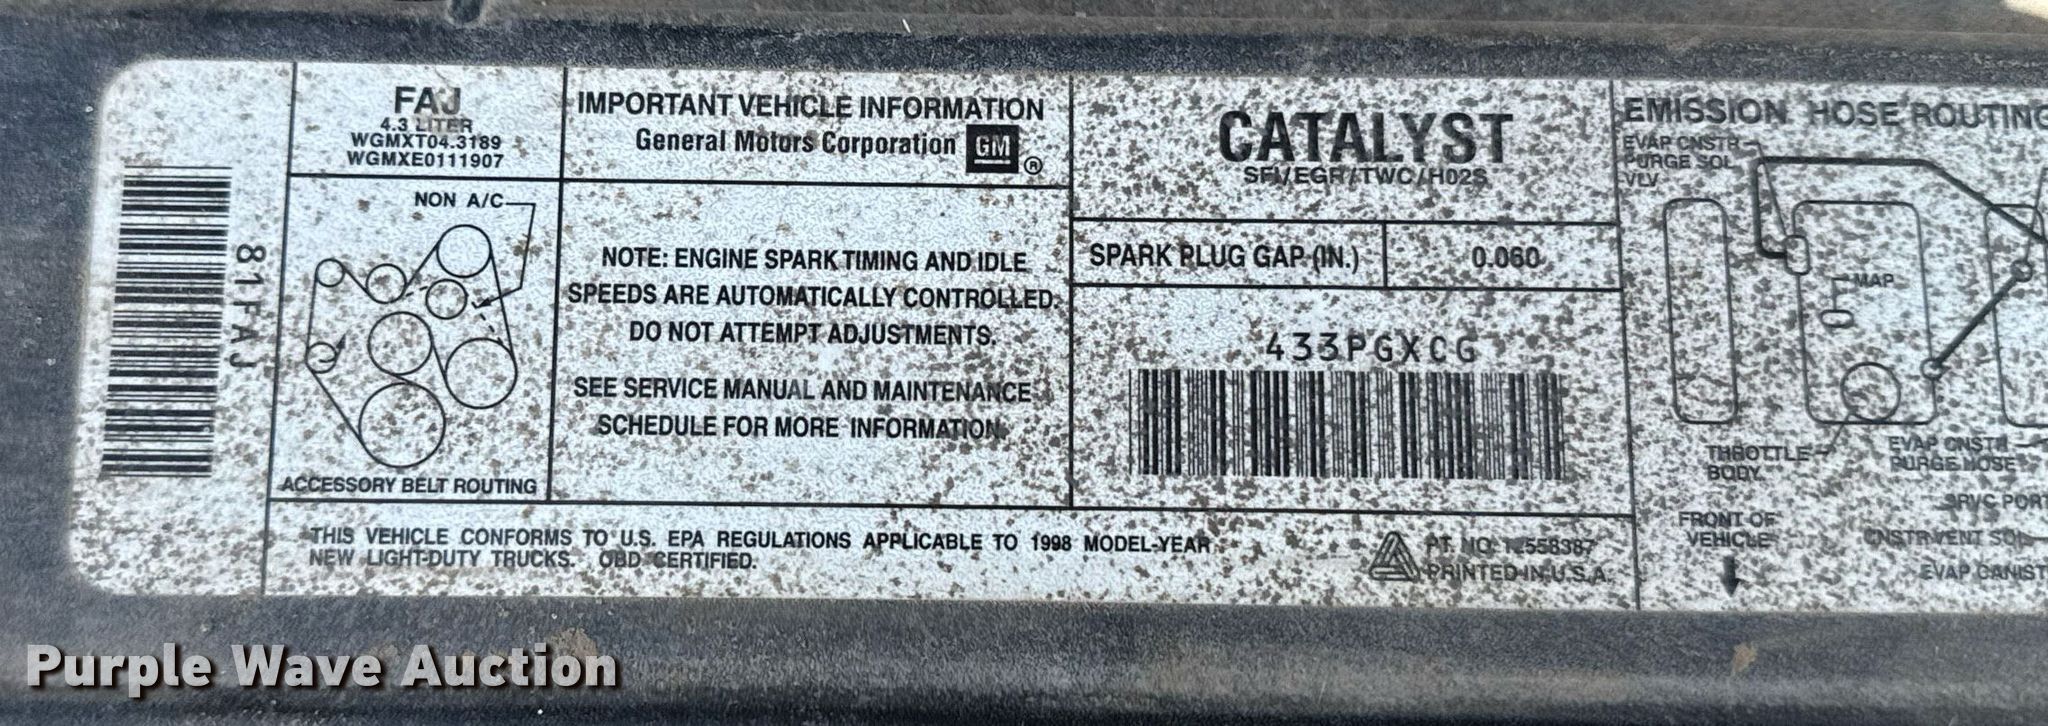 81FAJ
FAJ
4.3 LITER
WGMXT04.3189
WGMXE0111907
NON A/C
ACCESSORY BELT ROUTING
IMPORTANT VEHICLE INFORMATION
General Motors Corporation GM ®
NOTE: ENGINE SPARK TIMING AND IDLE
SPEEDS ARE AUTOMATICALLY CONTROLLED.
DO NOT ATTEMPT ADJUSTMENTS.
SEE SERVICE MANUAL AND MAINTENANCE
SCHEDULE FOR MORE INFORMATION.
CATALYST
SFI/EGR/TWC/HO2S
SPARK PLUG GAP (IN.) 0.060
433PGXCG
THIS VEHICLE CONFORMS TO U.S. EPA REGULATIONS APPLICABLE TO 1998 MODEL-YEAR
NEW LIGHT-DUTY TRUCKS. OBD CERTIFIED.
PT. NO. 12558387
PRINTED IN U.S.A.
EMISSION HOSE ROUTING
EVAP CNSTR
PURGE SOL
VLV
MAP
THROTTLE
BODY
EVAP CNSTR
PURGE HOSE
SRVC PORT
FRONT OF
VEHICLE
CNSTR VENT SOL
EVAP CANIST
Purple Wave Auction